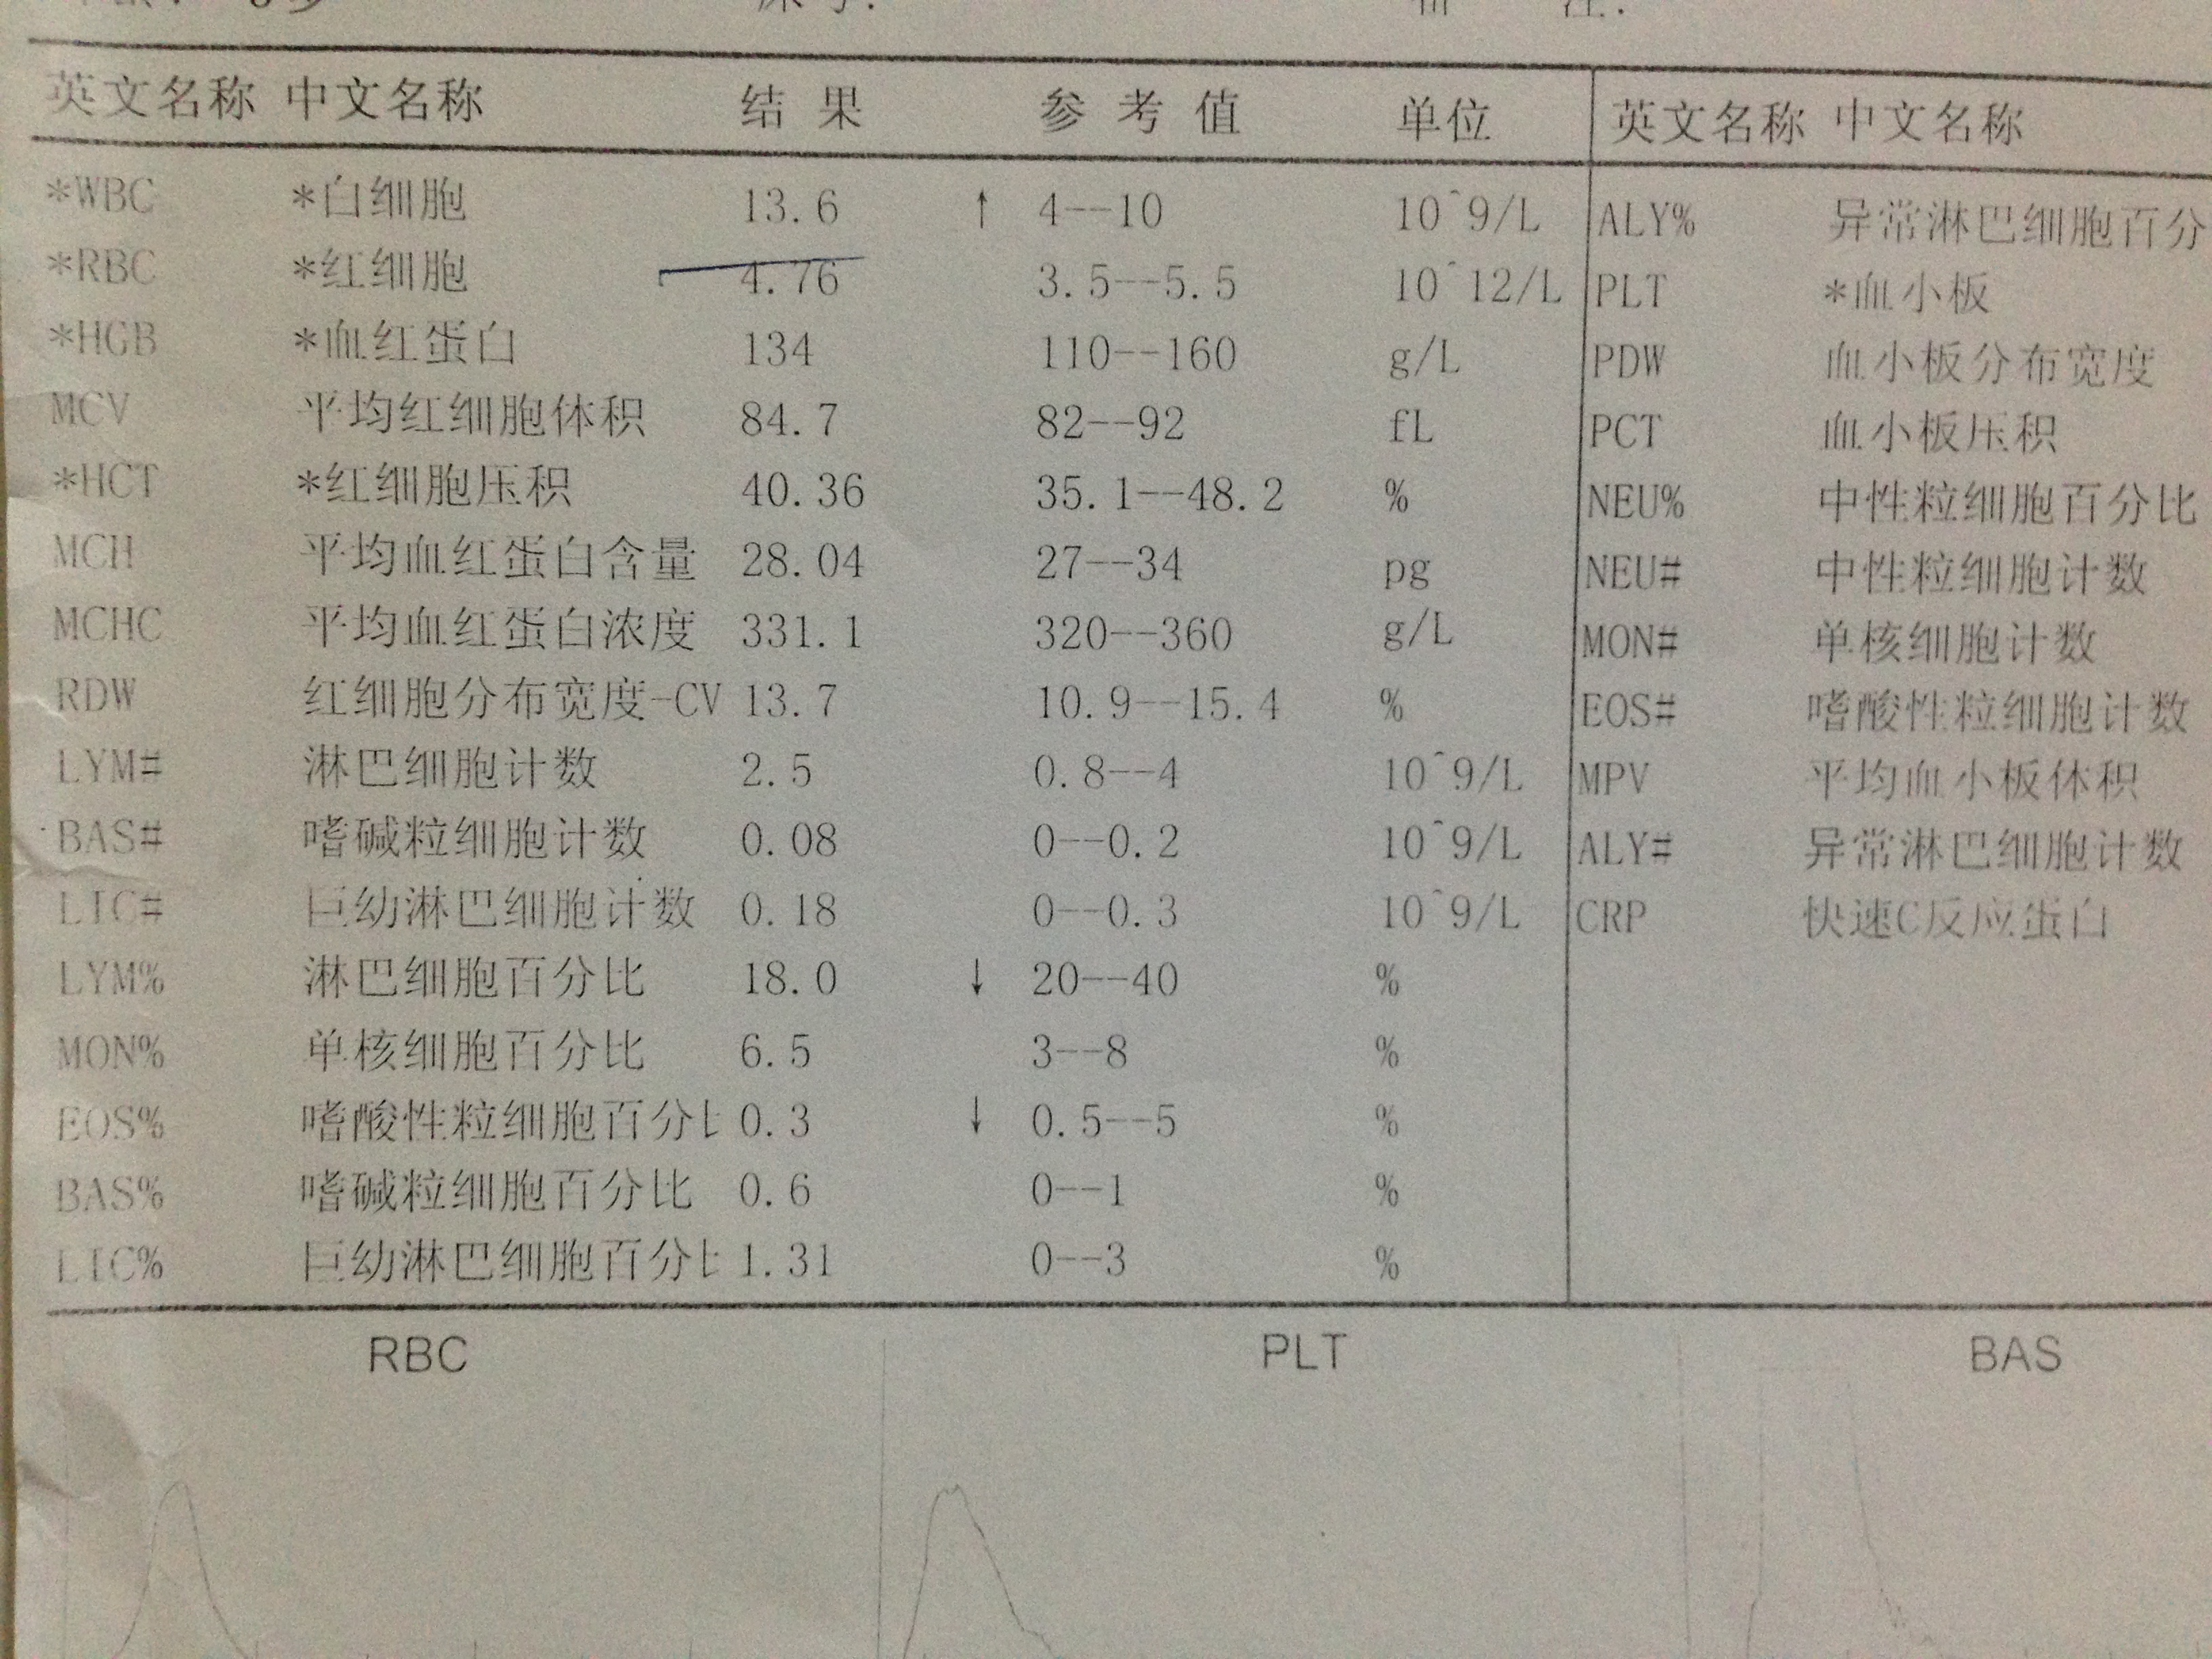 英文名称 中文名称 结 果 参 考 值 单位 英文名称 中文名称
*WBC *白细胞 13.6 ↑ 4--10 10^9/L ALY% 异常淋巴细胞百分
*RBC *红细胞 4.76 3.5--5.5 10^12/L PLT *血小板
*HGB *血红蛋白 134 110--160 g/L PDW 血小板分布宽度
MCV 平均红细胞体积 84.7 82--92 fL PCT 血小板压积
*HCT *红细胞压积 40.36 35.1--48.2 % NEU% 中性粒细胞百分比
MCH 平均血红蛋白含量 28.04 27--34 pg NEU# 中性粒细胞计数
MCHC 平均血红蛋白浓度 331.1 320--360 g/L MON# 单核细胞计数
RDW 红细胞分布宽度-CV 13.7 10.9--15.4 % EOS# 嗜酸性粒细胞计数
LYM# 淋巴细胞计数 2.5 0.8--4 10^9/L MPV 平均血小板体积
BAS# 嗜碱粒细胞计数 0.08 0--0.2 10^9/L ALY# 异常淋巴细胞计数
LIC# 巨幼淋巴细胞计数 0.18 0--0.3 10^9/L CRP 快速C反应蛋白
LYM% 淋巴细胞百分比 18.0 ↓ 20--40 %
MON% 单核细胞百分比 6.5 3--8 %
EOS% 嗜酸性粒细胞百分比 0.3 ↓ 0.5--5 %
BAS% 嗜碱粒细胞百分比 0.6 0--1 %
LIC% 巨幼淋巴细胞百分比 1.31 0--3 %
RBC PLT BAS